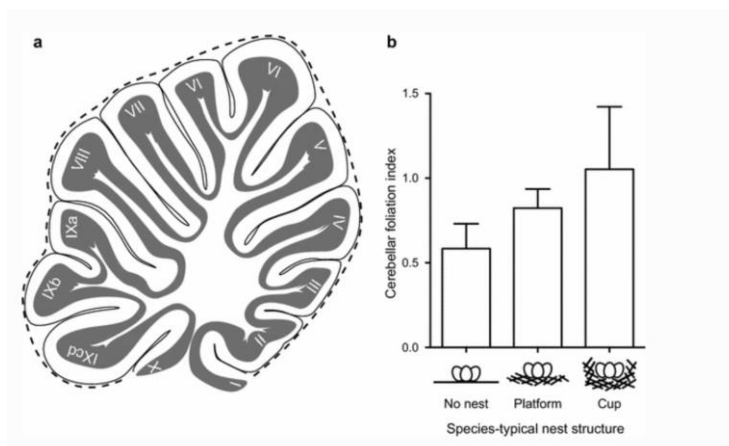 a
VI
VI
VII
VIII
V
IXa
IV
IXb
III
II
IXcd
X
I
b
1.5
1.0
0.5
0.0
Cerebellar foliation index
No nest Platform Cup
Species-typical nest structure